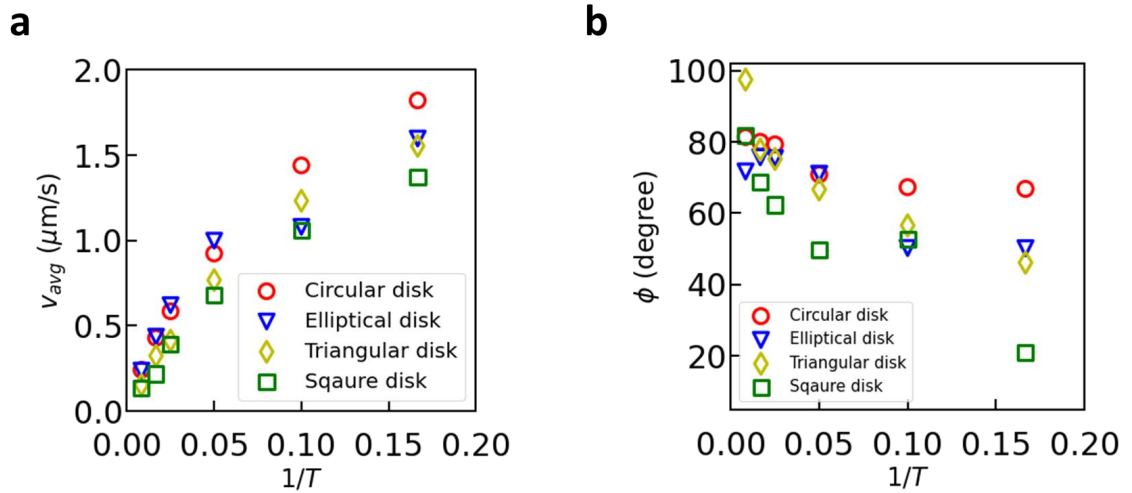 a
2.0
1.5
1.0
0.5
0.0
v_avg (μm/s)
Circular disk
Elliptical disk
Triangular disk
Sqaure disk
0.00 0.05 0.10 0.15 0.20
1/T
b
100
80
60
40
20
ϕ (degree)
Circular disk
Elliptical disk
Triangular disk
Sqaure disk
0.00 0.05 0.10 0.15 0.20
1/T